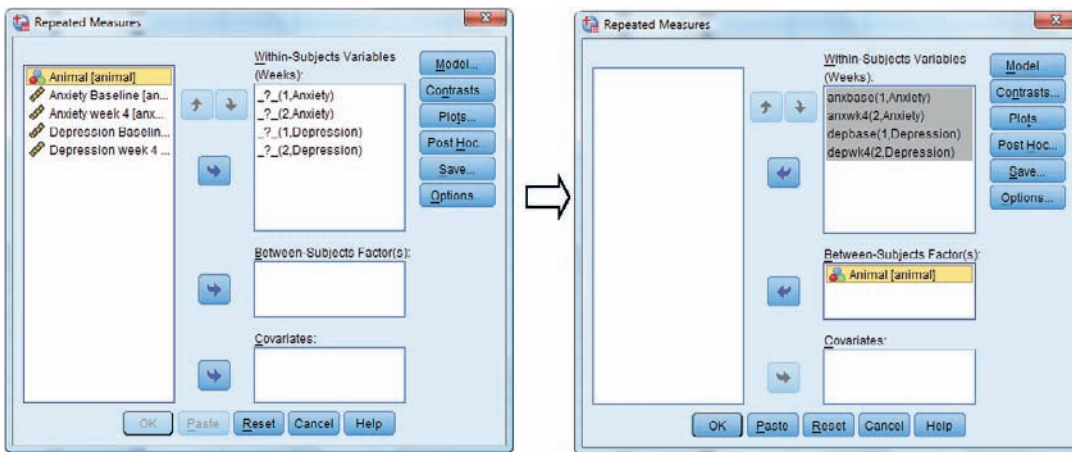 Repeated Measures
Within-Subjects Variables
(Weeks):
Animal [animal]
Anxiety Baseline [an...
Anxiety week 4 [anx...
Depression Baselin...
Depression week 4 ...
_?_(1,Anxiety)
_?_(2,Anxiety)
_?_(1,Depression)
_?_(2,Depression)
Model...
Contrasts
Plots...
Post Hoc...
Save...
Options
Between-Subjects Factor(s):
Covariates:
OK Paste Reset Cancel Help
Repeated Measures
Within-Subjects Variables
(Weeks):
anxbase(1,Anxiety)
anxwk4(2,Anxiety)
depbase(1,Depression)
depwk4(2,Depression)
Model
Contrasts...
Plots
Post Hoc...
Save...
Options...
Between-Subjects Factor(s):
Animal [animal]
Covariates:
OK Paste Reset Cancel Help